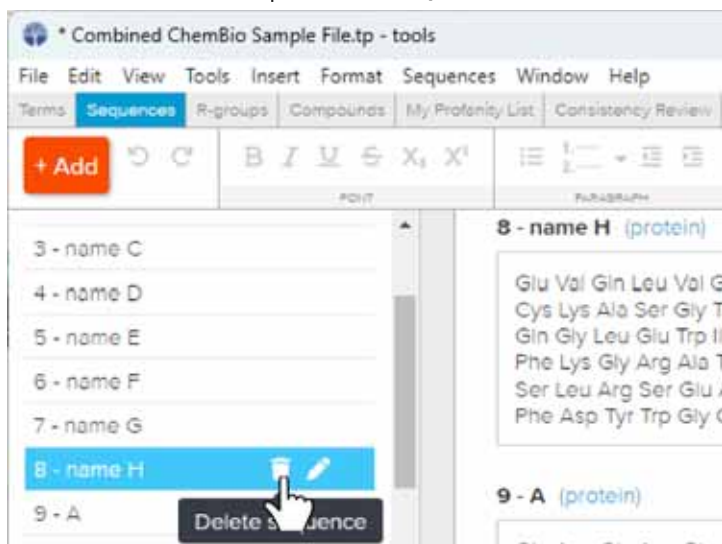 * Combined ChemBio Sample File.tp - tools
File Edit View Tools Insert Format Sequences Window Help
Terms Sequences R-groups Compounds My Profanity List Consistency Review
+ Add B I U S X₂ X²
FONT PARAGRAPH
3 - name C
4 - name D
5 - name E
6 - name F
7 - name G
8 - name H
9 - A
Delete sequence
8 - name H (protein)
Glu Val Gln Leu Val
Cys Lys Ala Ser Gly
Gln Gly Leu Glu Trp
Phe Lys Gly Arg Ala
Ser Leu Arg Ser Glu
Phe Asp Tyr Trp Gly
9 - A (protein)